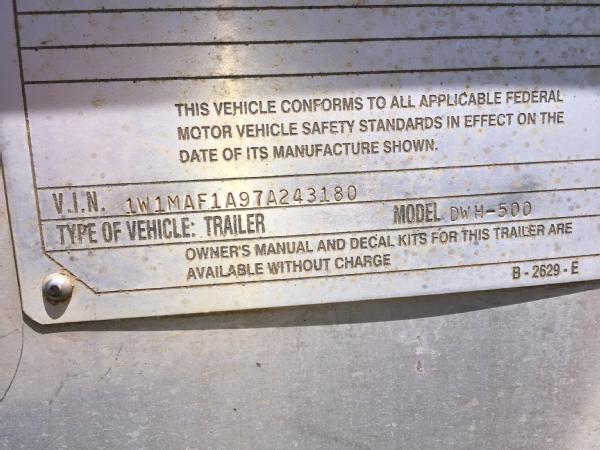 THIS VEHICLE CONFORMS TO ALL APPLICABLE FEDERAL
MOTOR VEHICLE SAFETY STANDARDS IN EFFECT ON THE
DATE OF ITS MANUFACTURE SHOWN.
V.I.N. 1W1MAF1A97A243180
TYPE OF VEHICLE: TRAILER MODEL DWH-500
OWNER'S MANUAL AND DECAL KITS FOR THIS TRAILER ARE
AVAILABLE WITHOUT CHARGE
B - 2629 - E